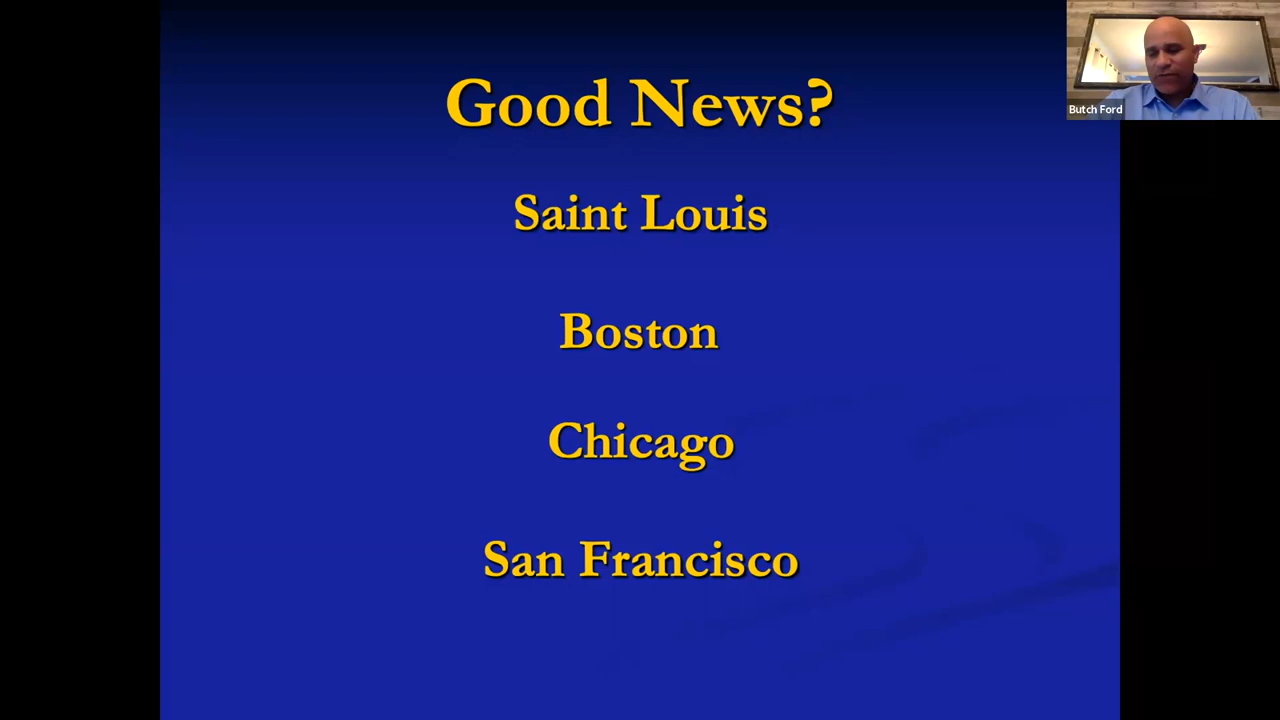 Good News?
Saint Louis
Boston
Chicago
San Francisco
Butch Ford